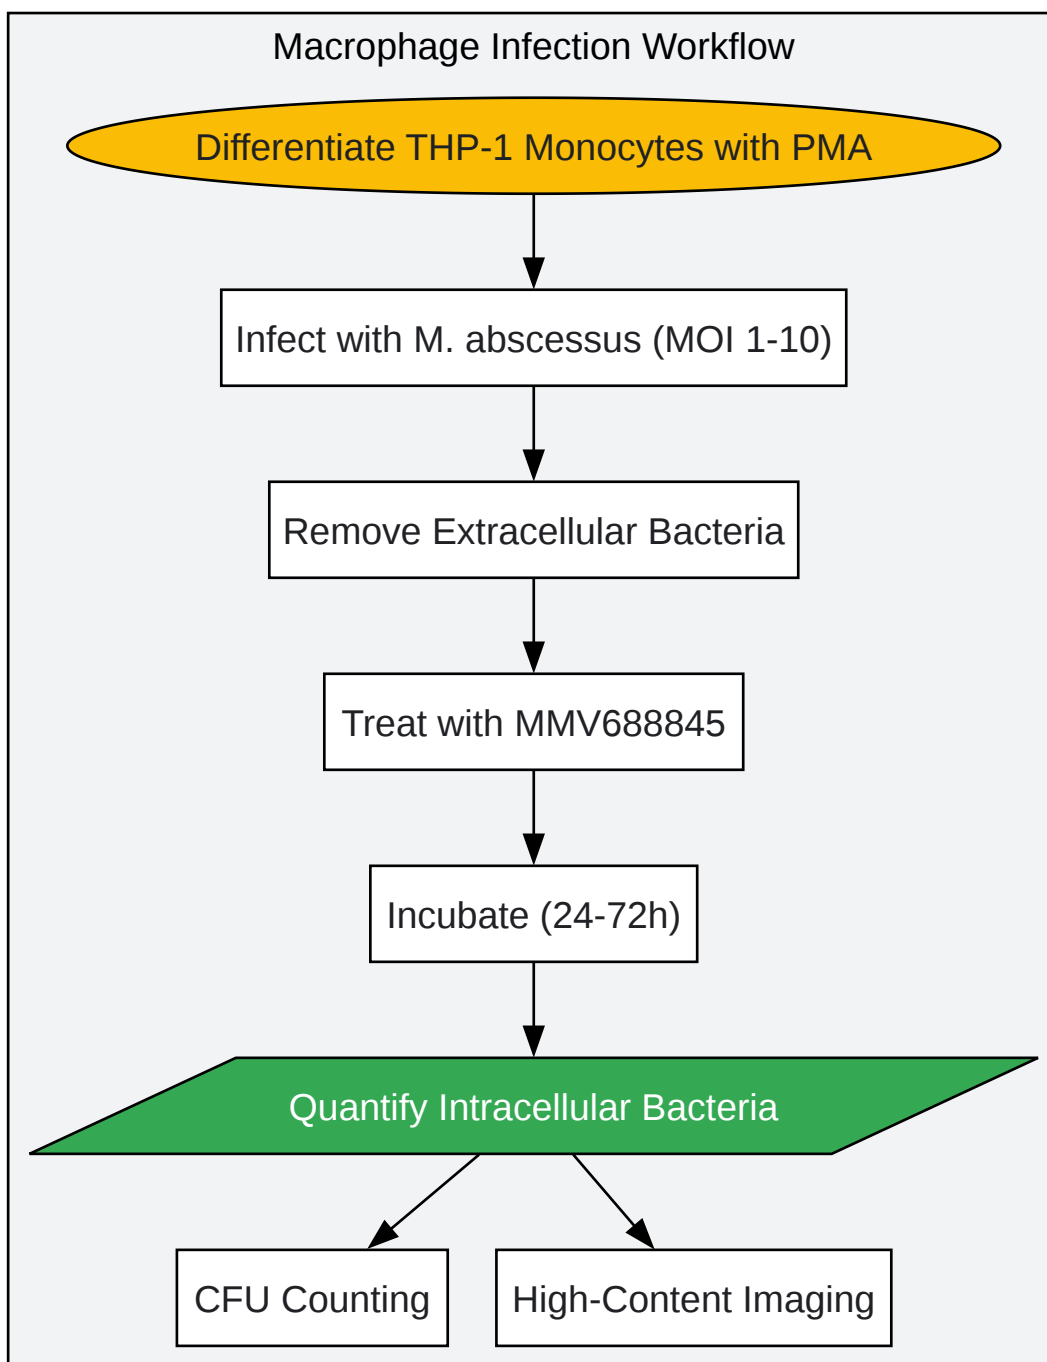 Macrophage Infection Workflow
Differentiate THP-1 Monocytes with PMA
Infect with M. abscessus (MOI 1-10)
Remove Extracellular Bacteria
Treat with MMV688845
Incubate (24-72h)
Quantify Intracellular Bacteria
CFU Counting
High-Content Imaging